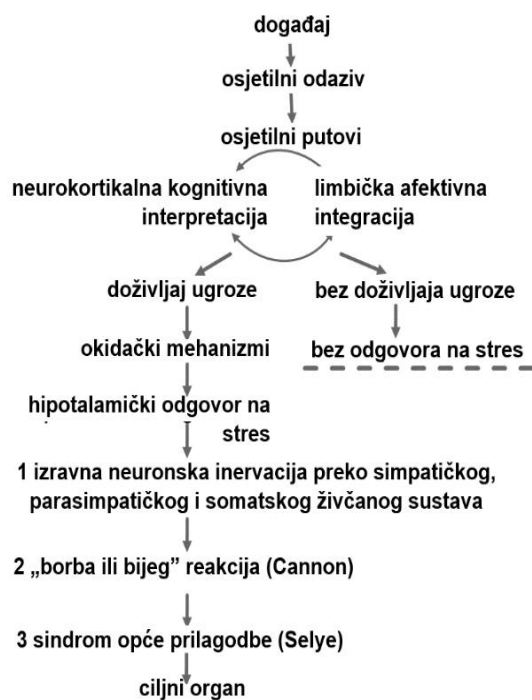 događaj
osjetilni odaziv
osjetilni putovi
neurokortikalna kognitivna
interpretacija
limbička afektivna
integracija
doživljaj ugroze
bez doživljaja ugroze
okidački mehanizmi
bez odgovora na stres
hipotalamički odgovor na
stres
1 izravna neuronska inervacija preko simpatičkog,
parasimpatičkog i somatskog živčanog sustava
2 „borba ili bijeg” reakcija (Cannon)
3 sindrom opće prilagodbe (Selye)
ciljni organ